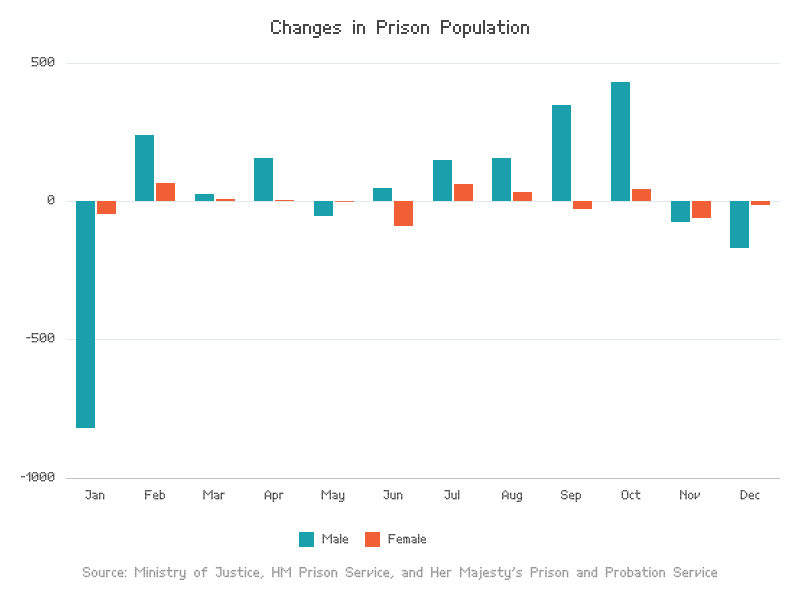 Changes in Prison Population
500
0
-500
-1000
Jan Feb Mar Apr May Jun Jul Aug Sep Oct Nov Dec
Male Female
Source: Ministry of Justice, HM Prison Service, and Her Majesty's Prison and Probation Service